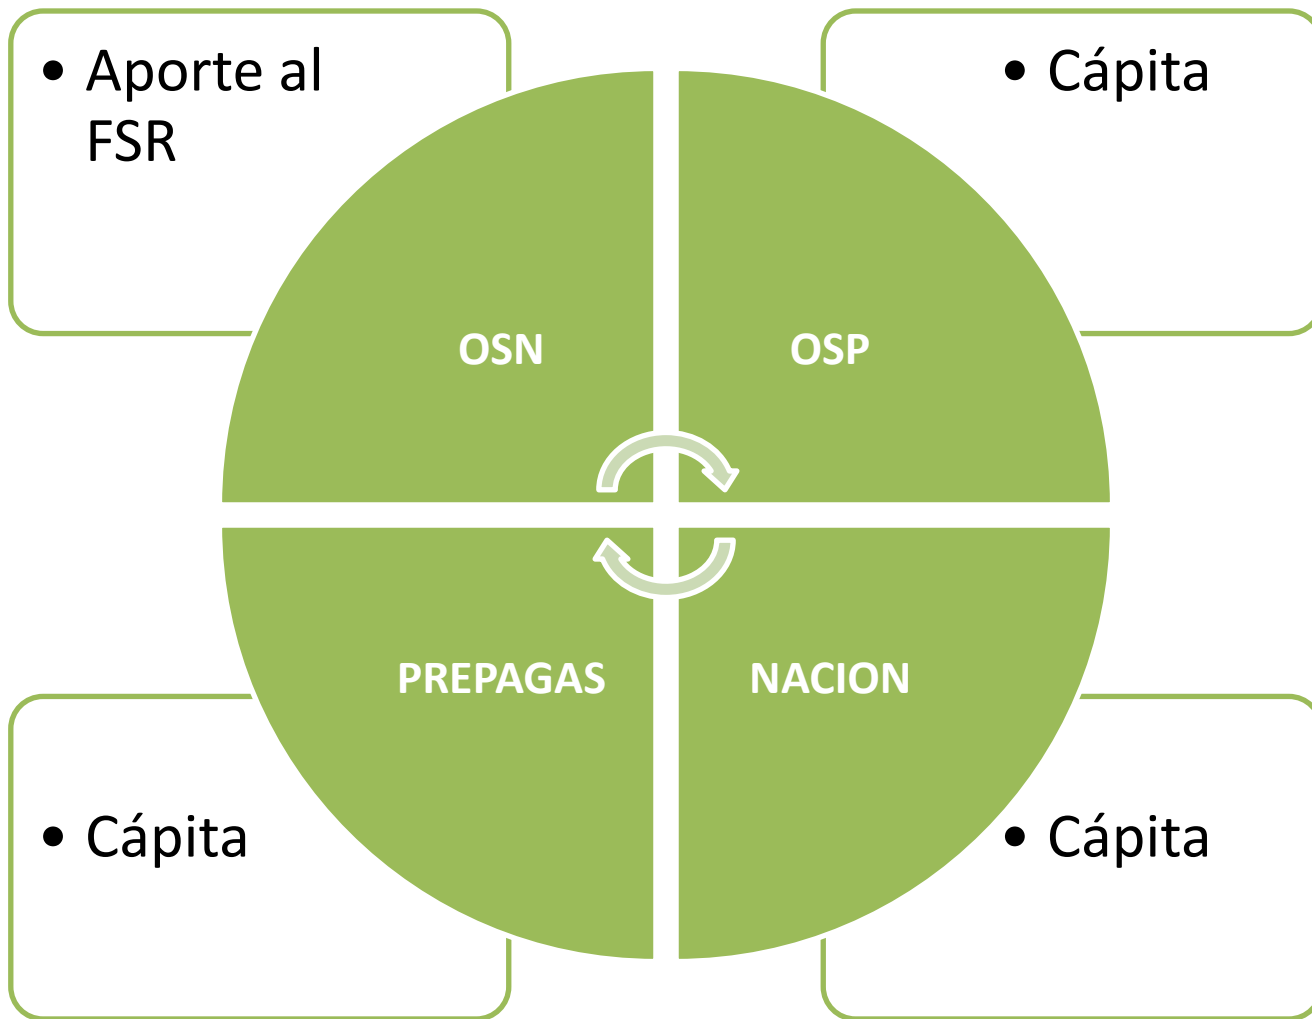 • Aporte al
FSR
• Cápita
OSN
OSP
PREPAGAS
NACION
• Cápita
• Cápita